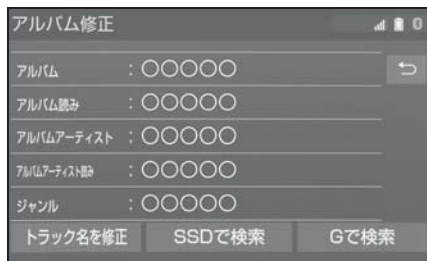 アルバム修正
アルバム : ○○○○○
アルバム読み : ○○○○○
アルバムアーティスト : ○○○○○
アルバムアーティスト読み : ○○○○○
ジャンル : ○○○○○
トラック名を修正 SSDで検索 Gで検索